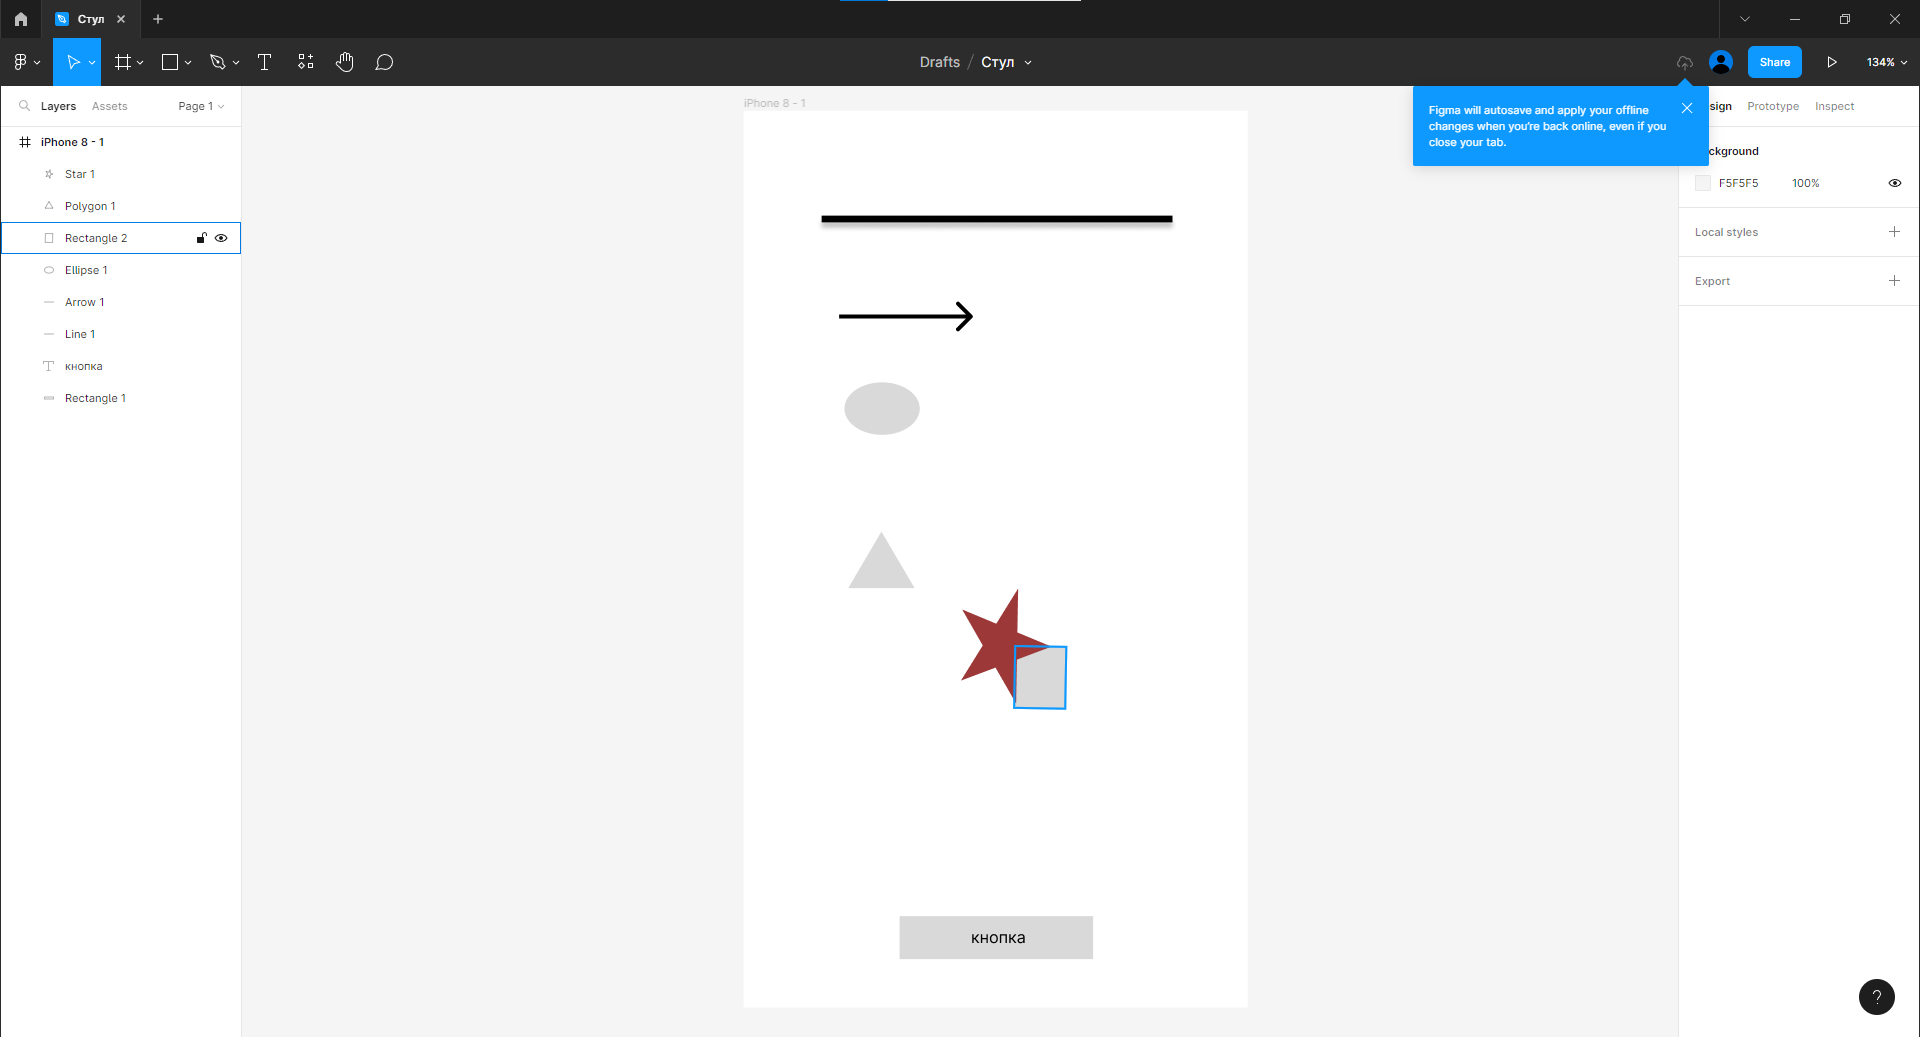 Стул
Drafts / Стул
Share
134%
Layers
Assets
Page 1
iPhone 8 - 1
Star 1
Polygon 1
Rectangle 2
Ellipse 1
Arrow 1
Line 1
кнопка
Rectangle 1
iPhone 8 - 1
кнопка
Figma will autosave and apply your offline
changes when you're back online, even if you
close your tab.
sign
Prototype
Inspect
ckground
F5F5F5
100%
Local styles
Export
?